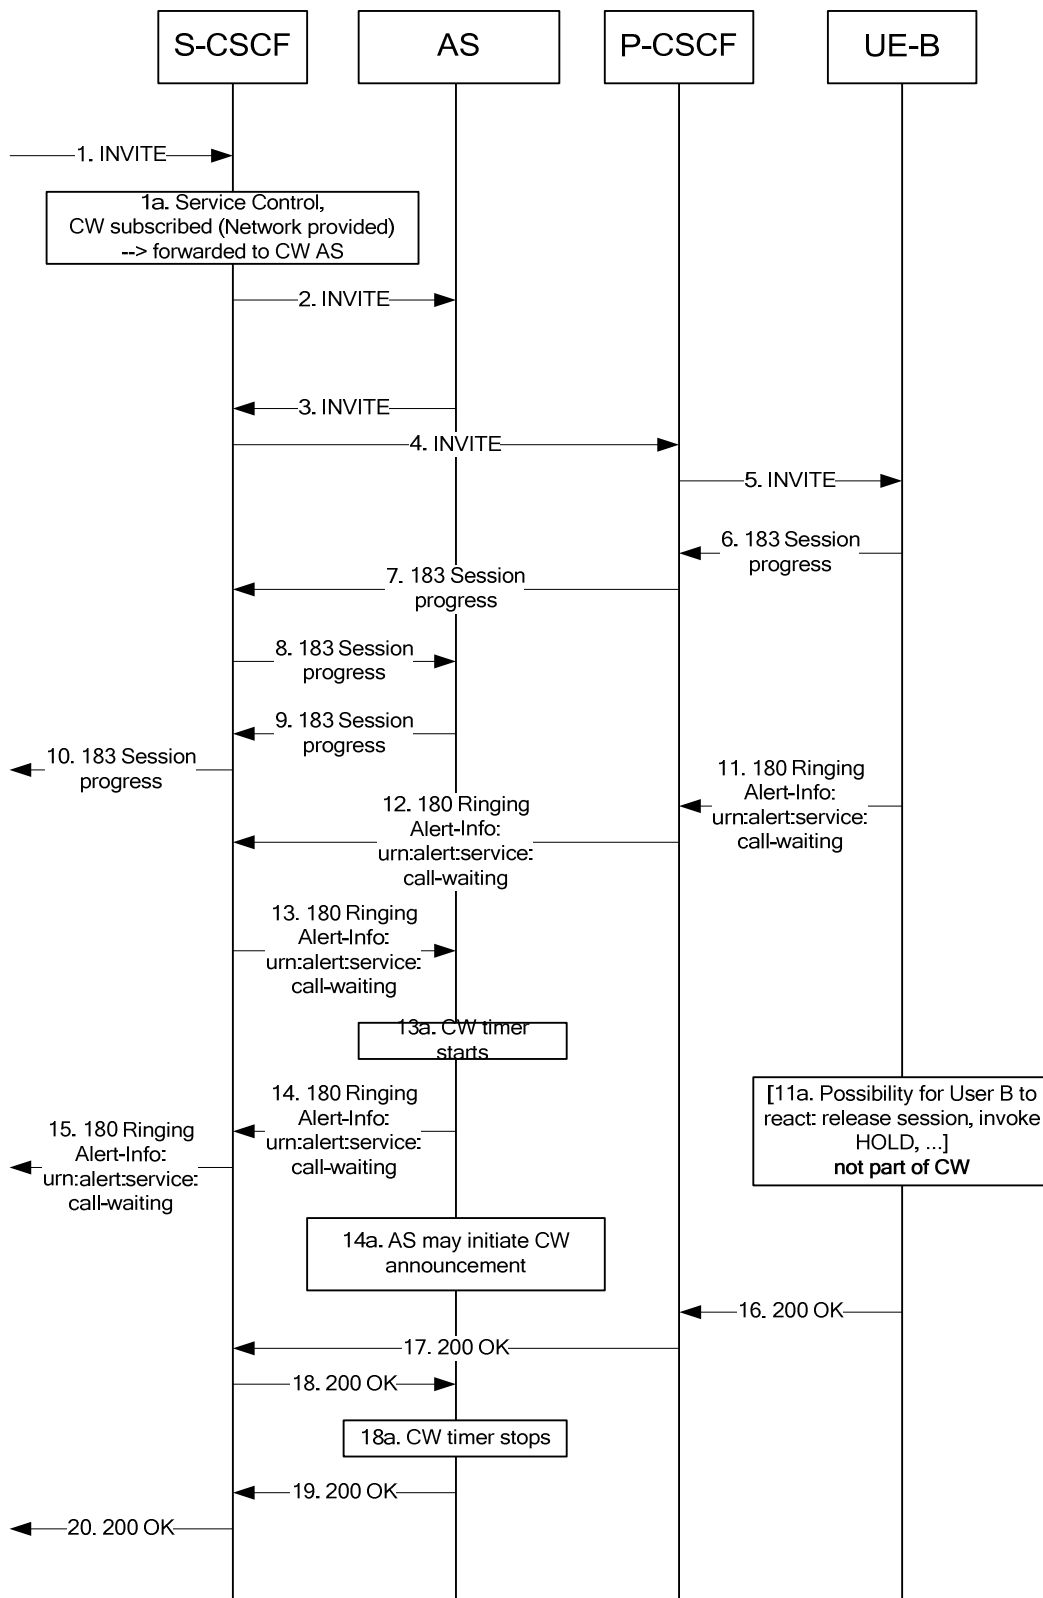 S-CSCF
AS
P-CSCF
UE-B
1. INVITE
1a. Service Control,
CW subscribed (Network provided)
--> forwarded to CW AS
2. INVITE
3. INVITE
4. INVITE
5. INVITE
6. 183 Session
progress
7. 183 Session
progress
8. 183 Session
progress
9. 183 Session
progress
10. 183 Session
progress
11. 180 Ringing
Alert-Info:
urn:alert:service:
call-waiting
12. 180 Ringing
Alert-Info:
urn:alert:service:
call-waiting
13. 180 Ringing
Alert-Info:
urn:alert:service:
call-waiting
13a. CW timer
starts
[11a. Possibility for User B to
react: release session, invoke
HOLD, ...]
not part of CW
14. 180 Ringing
Alert-Info:
urn:alert:service:
call-waiting
15. 180 Ringing
Alert-Info:
urn:alert:service:
call-waiting
14a. AS may initiate CW
announcement
16. 200 OK
17. 200 OK
18. 200 OK
18a. CW timer stops
19. 200 OK
20. 200 OK